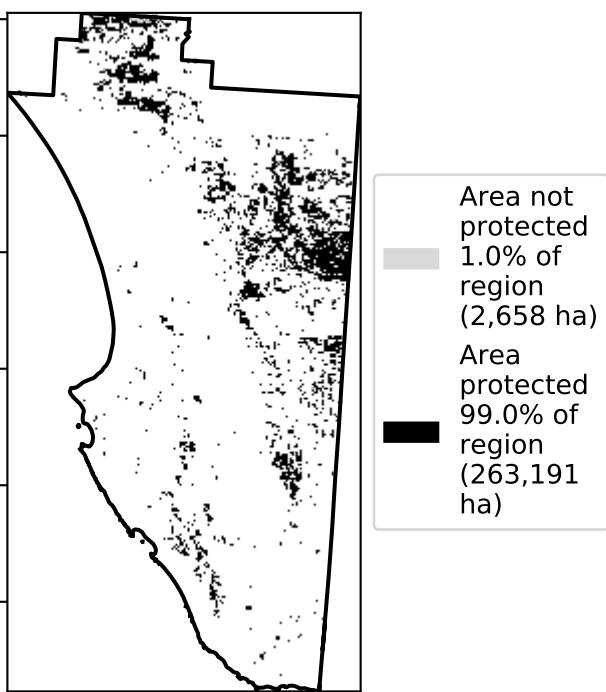 Area not
protected
1.0% of
region
(2,658 ha)
Area
protected
99.0% of
region
(263,191
ha)